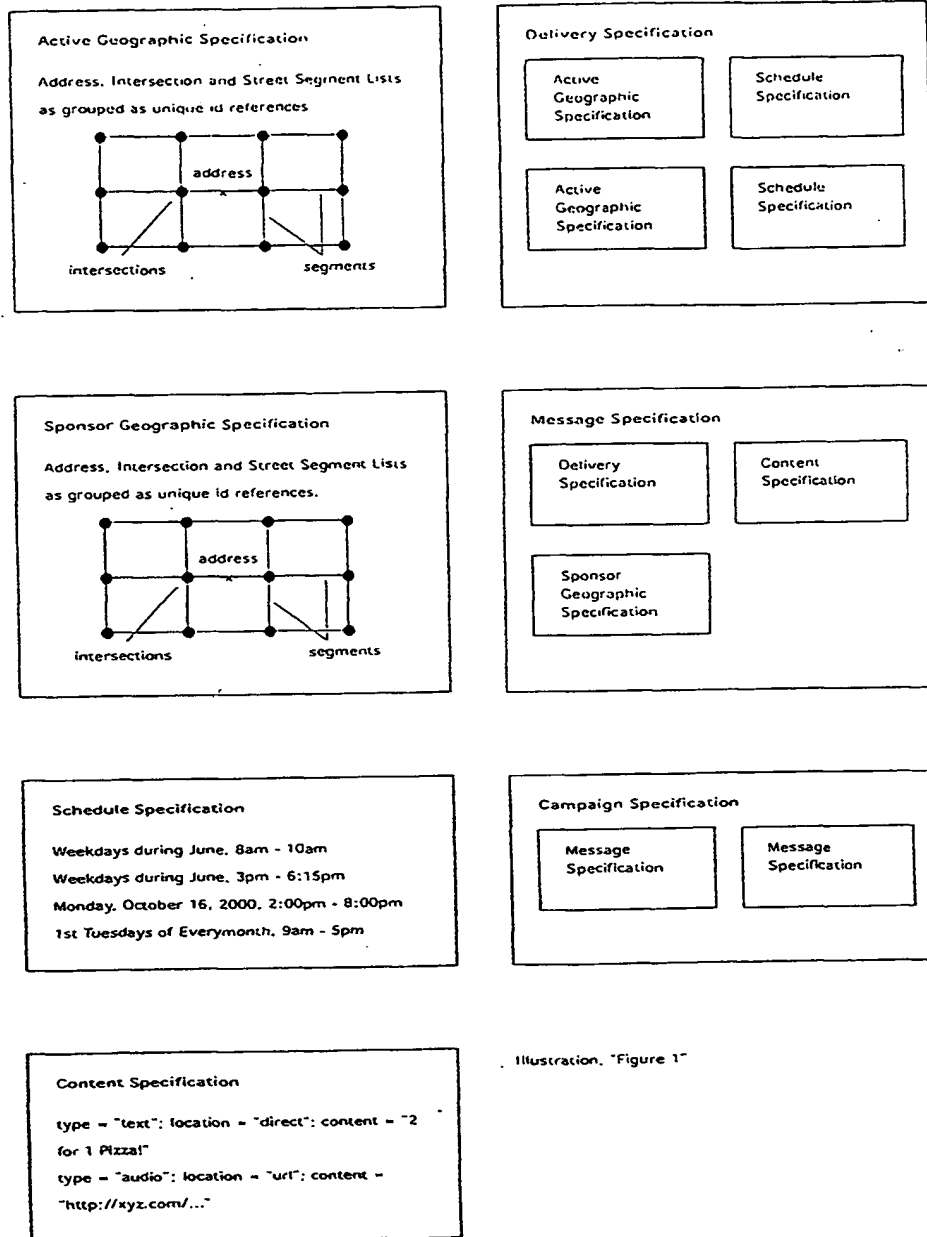 Active Geographic Specification
Address, Intersection and Street Segment Lists
as grouped as unique id references
address
intersections
segments
Delivery Specification
Active
Geographic
Specification
Schedule
Specification
Active
Geographic
Specification
Schedule
Specification
Sponsor Geographic Specification
Address, Intersection and Street Segment Lists
as grouped as unique id references.
address
intersections
segments
Message Specification
Delivery
Specification
Content
Specification
Sponsor
Geographic
Specification
Schedule Specification
Weekdays during June, 8am - 10am
Weekdays during June, 3pm - 6:15pm
Monday, October 16, 2000, 2:00pm - 8:00pm
1st Tuesdays of Everymonth, 9am - 5pm
Campaign Specification
Message
Specification
Message
Specification
Content Specification
type = "text"; location = "direct"; content = "2
for 1 Pizza!"
type = "audio"; location = "url"; content =
"http://xyz.com/..."
Illustration, "Figure 1"